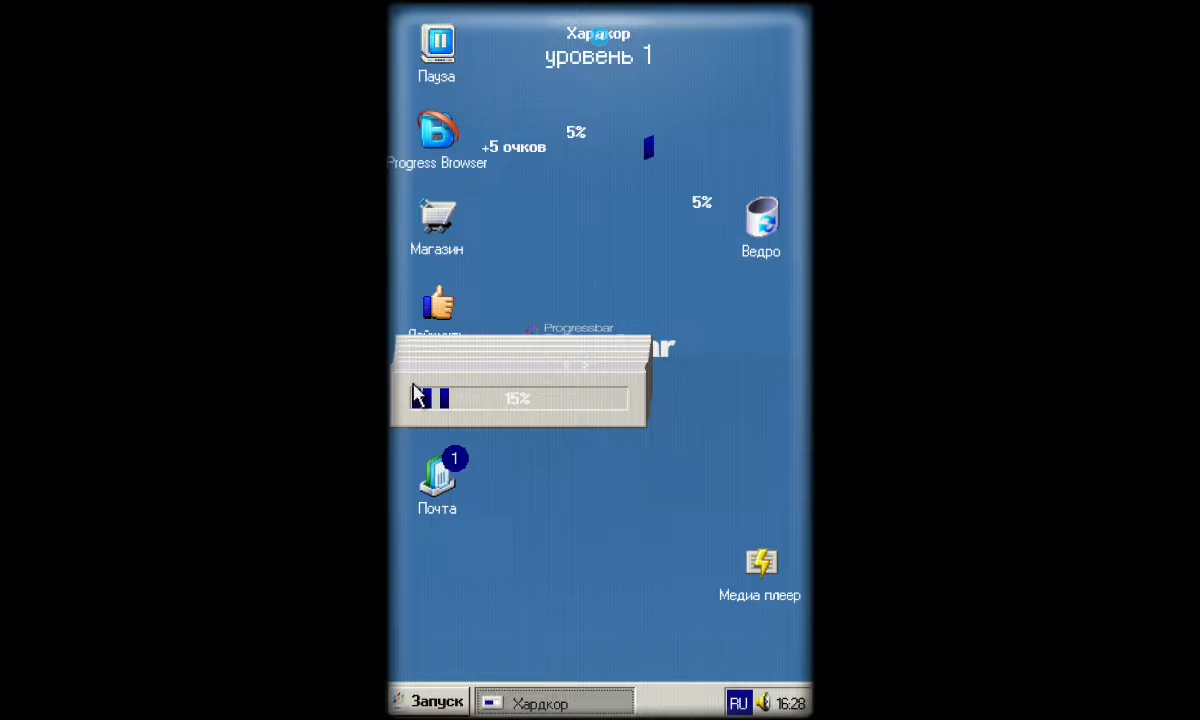 Хардкор
уровень 1
Пауза
5%
+5 очков
Progress Browser
5%
Магазин
Ведро
Progressbar
15%
1
Почта
Медиа плеер
Запуск
Хардкор
RU
16:28